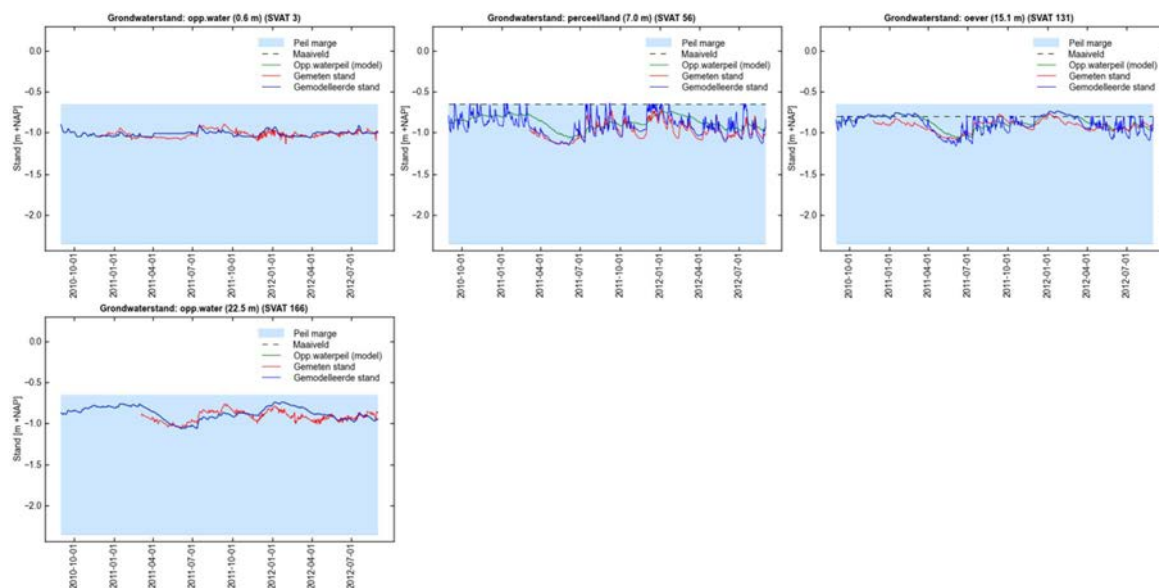 Grondwaterstand: opp.water (0.6 m) (SVAT 3)
0.0
−0.5
−1.0
−1.5
−2.0
Stand [m +NAP]
Peil marge
Maaiveld
Opp.waterpeil (model)
Gemeten stand
Gemodelleerde stand
2010-10-01
2011-01-01
2011-04-01
2011-07-01
2011-10-01
2012-01-01
2012-04-01
2012-07-01
Grondwaterstand: perceel/land (7.0 m) (SVAT 56)
0.0
−0.5
−1.0
−1.5
−2.0
Stand [m +NAP]
Peil marge
Maaiveld
Opp.waterpeil (model)
Gemeten stand
Gemodelleerde stand
2010-10-01
2011-01-01
2011-04-01
2011-07-01
2011-10-01
2012-01-01
2012-04-01
2012-07-01
Grondwaterstand: oever (15.1 m) (SVAT 131)
0.0
−0.5
−1.0
−1.5
−2.0
Stand [m +NAP]
Peil marge
Maaiveld
Opp.waterpeil (model)
Gemeten stand
Gemodelleerde stand
2010-10-01
2011-01-01
2011-04-01
2011-07-01
2011-10-01
2012-01-01
2012-04-01
2012-07-01
Grondwaterstand: opp.water (22.5 m) (SVAT 166)
0.0
−0.5
−1.0
−1.5
−2.0
Stand [m +NAP]
Peil marge
Maaiveld
Opp.waterpeil (model)
Gemeten stand
Gemodelleerde stand
2010-10-01
2011-01-01
2011-04-01
2011-07-01
2011-10-01
2012-01-01
2012-04-01
2012-07-01